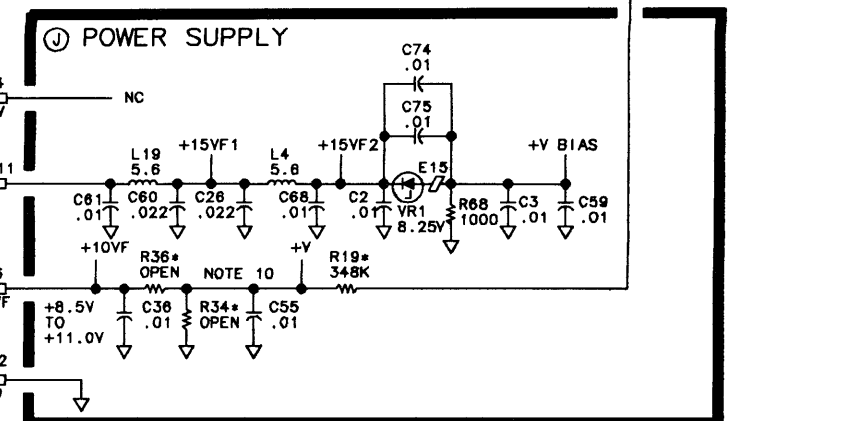 J POWER SUPPLY
C74
.01
NC
C75
.01
11
L19
5.6
+15VF1
L4
5.6
+15VF2
E15
+V BIAS
C61
.01
C60
.022
C26
.022
C68
.01
C2
.01
VR1
8.25V
R68
1000
C3
.01
C59
.01
+10VF
R36*
OPEN
NOTE 10
+V
R19*
348K
+8.5V
TO
+11.0V
C36
.01
R34*
OPEN
C55
.01
2